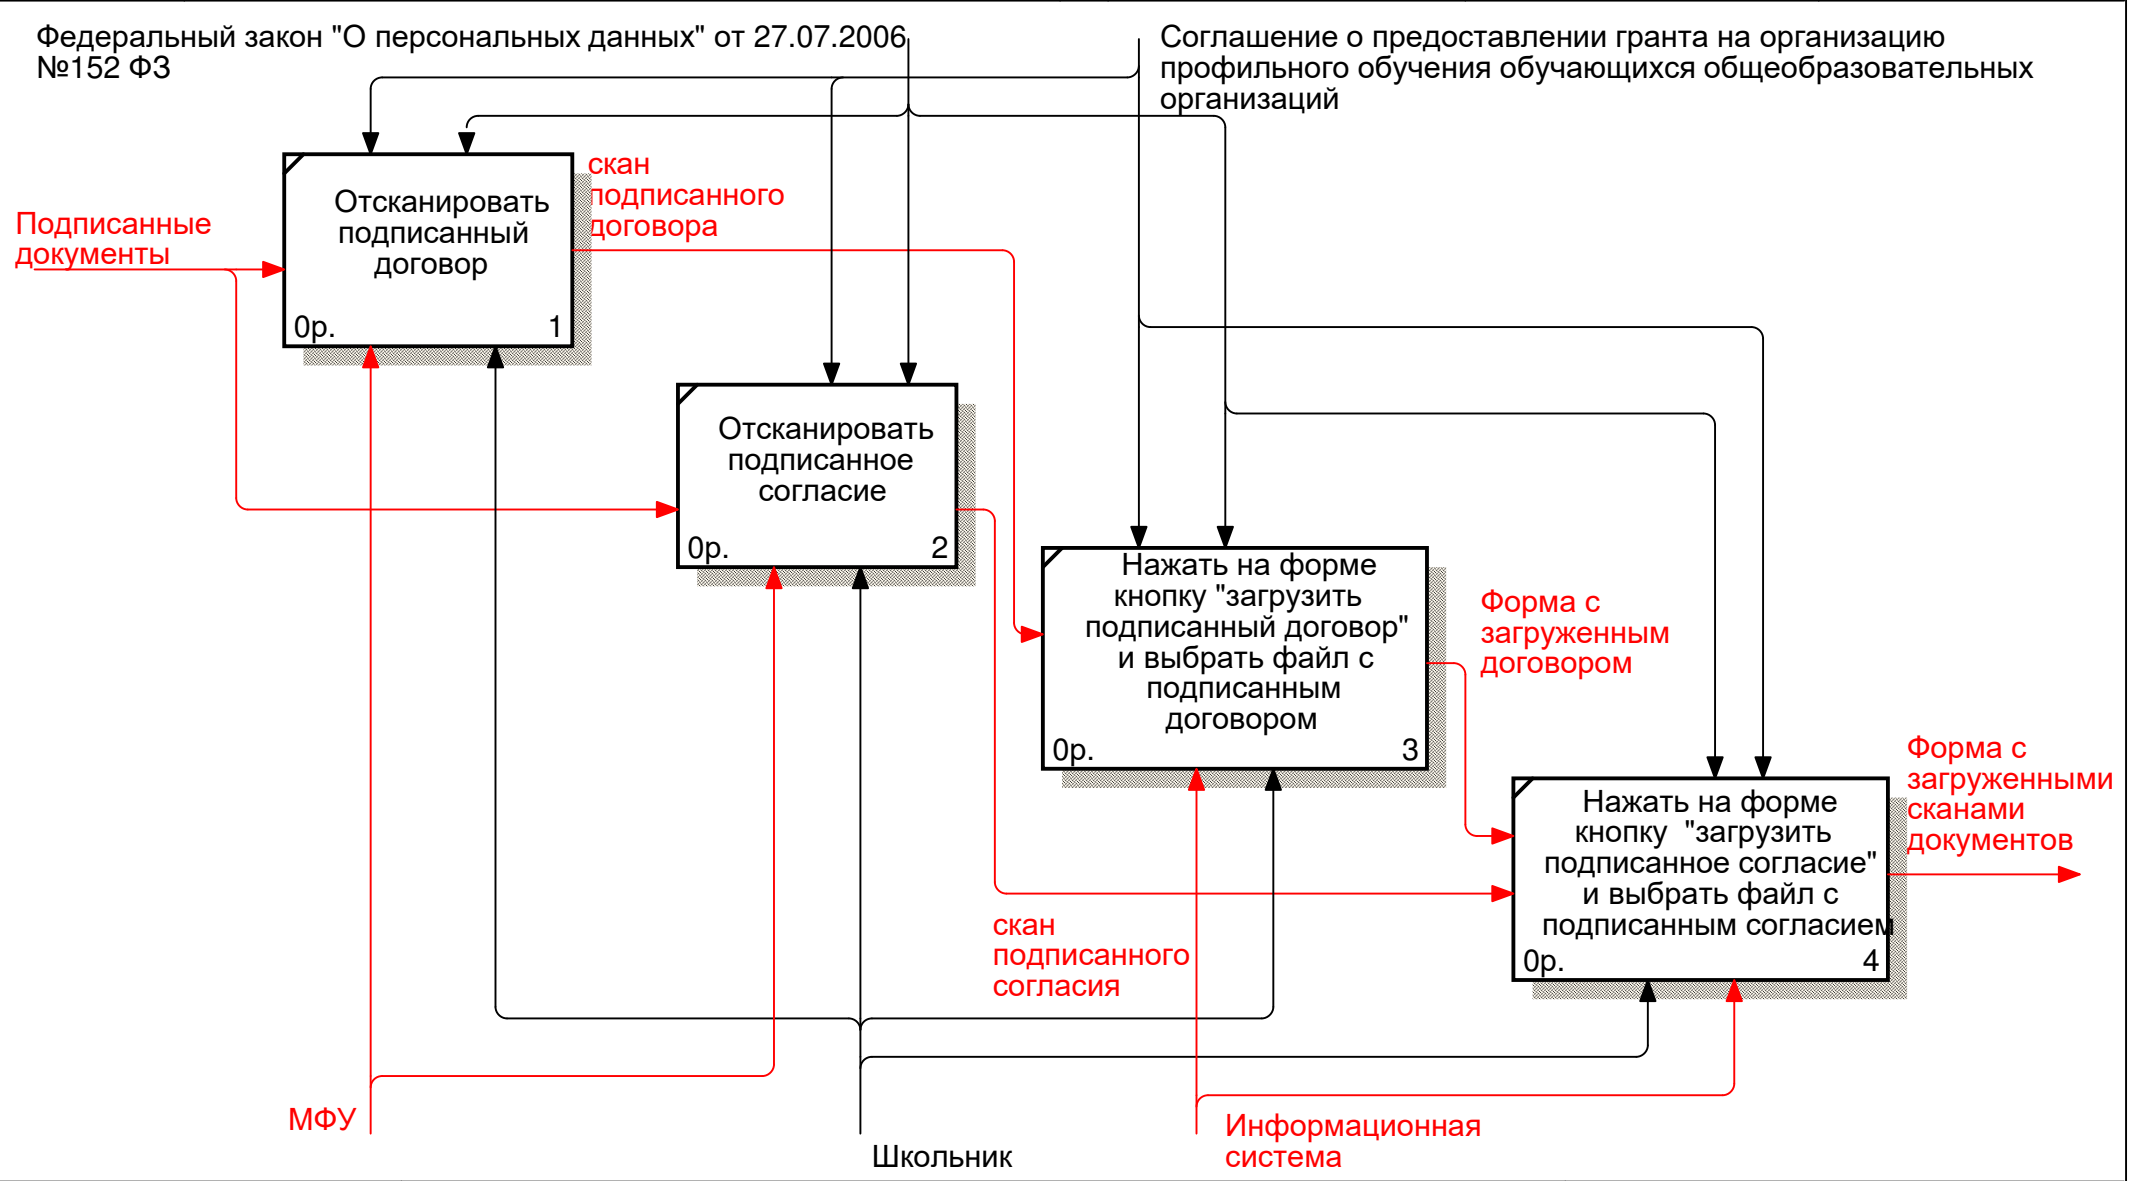 Федеральный закон "О персональных данных" от 27.07.2006
№152 ФЗ
Соглашение о предоставлении гранта на организацию
профильного обучения обучающихся общеобразовательных
организаций
Подписанные
документы
Отсканировать
подписанный
договор
0р. 1
скан
подписанного
договора
Отсканировать
подписанное
согласие
0р. 2
Нажать на форме
кнопку "загрузить
подписанный договор"
и выбрать файл с
подписанным
договором
0р. 3
Форма с
загруженным
договором
Нажать на форме
кнопку "загрузить
подписанное согласие"
и выбрать файл с
подписанным согласием
0р. 4
Форма с
загруженными
сканами
документов
скан
подписанного
согласия
МФУ
Школьник
Информационная
система